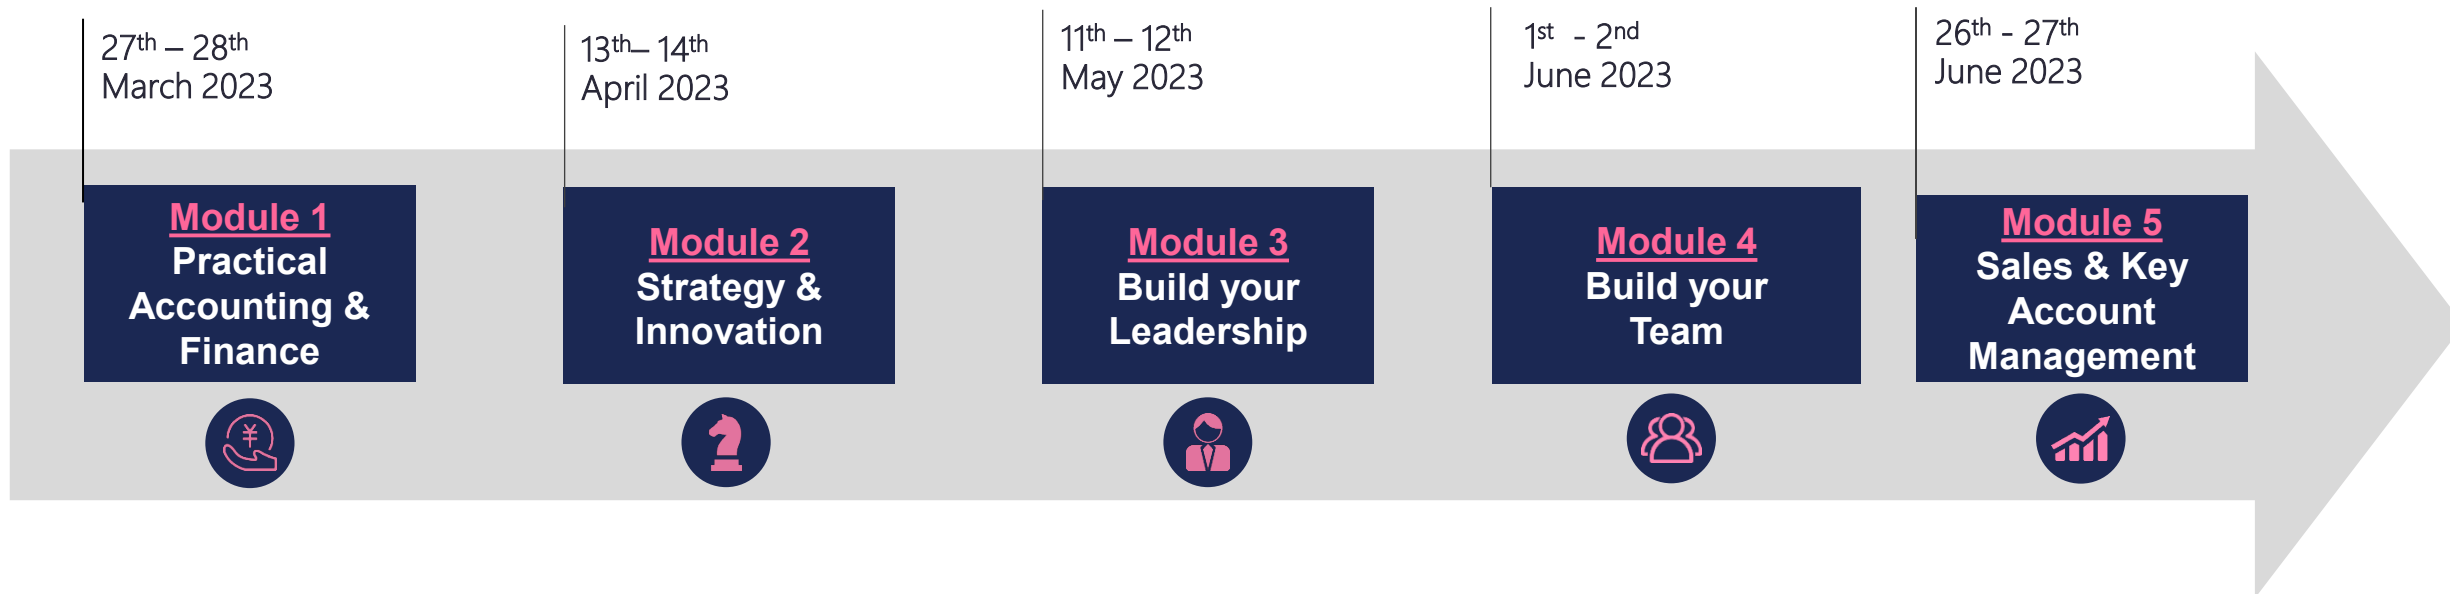 27th – 28th
March 2023
13th– 14th
April 2023
11th – 12th
May 2023
1st - 2nd
June 2023
26th - 27th
June 2023
Module 1
Practical
Accounting &
Finance
Module 2
Strategy &
Innovation
Module 3
Build your
Leadership
Module 4
Build your
Team
Module 5
Sales & Key
Account
Management
¥